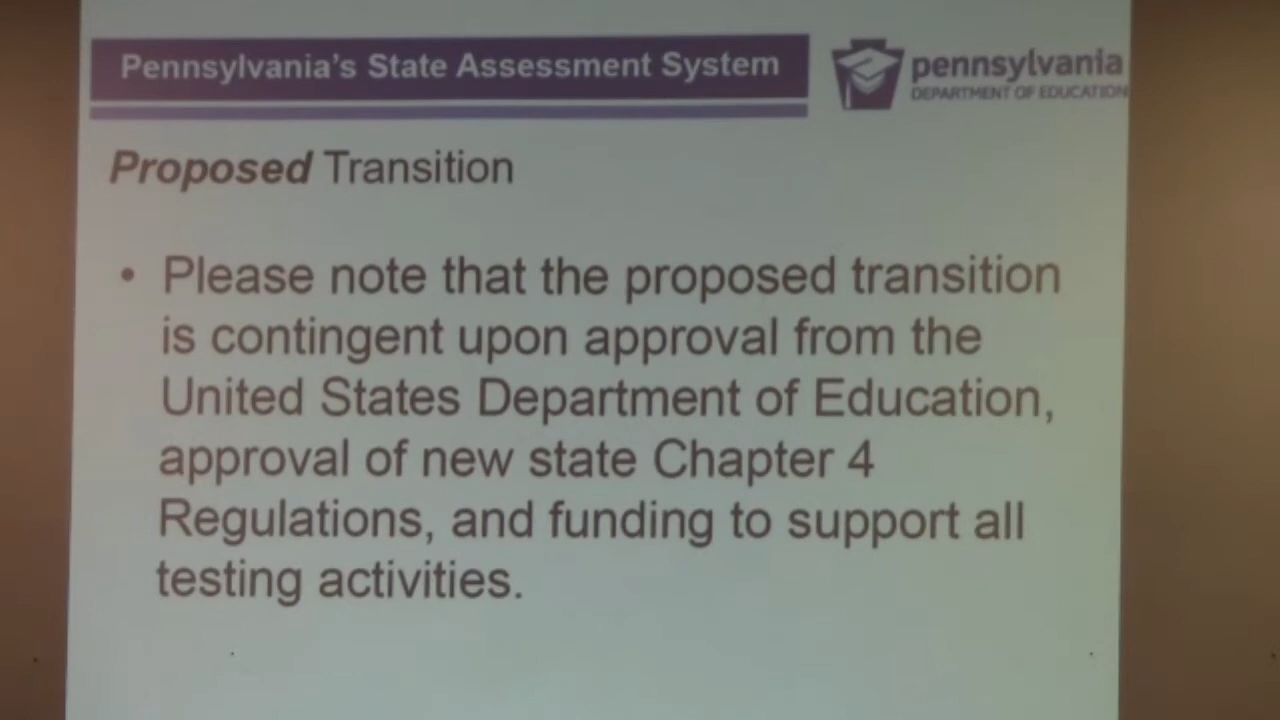 Pennsylvania's State Assessment System
pennsylvania
DEPARTMENT OF EDUCATION
Proposed Transition
• Please note that the proposed transition
is contingent upon approval from the
United States Department of Education,
approval of new state Chapter 4
Regulations, and funding to support all
testing activities.